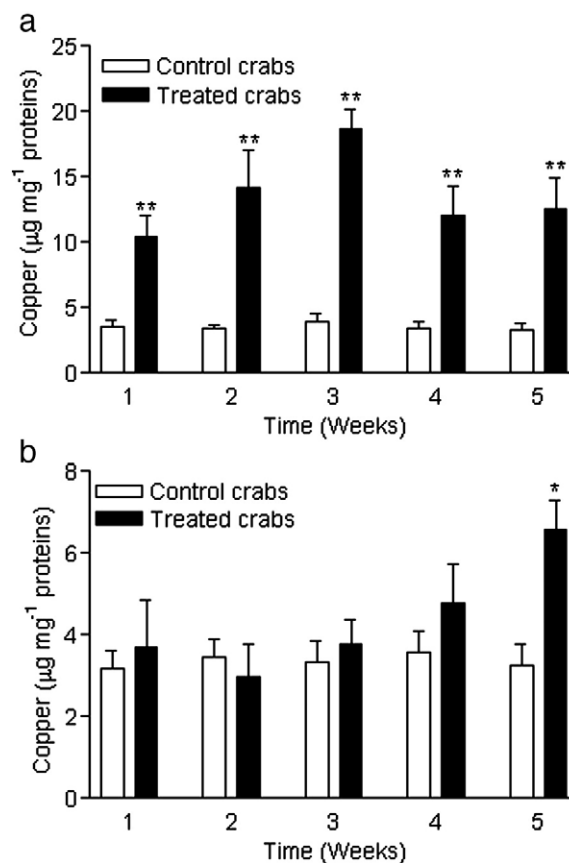 a
25
20
15
10
5
0
Copper (µg mg⁻¹ proteins)
Control crabs
Treated crabs
** ** ** ** **
1 2 3 4 5
Time (Weeks)
b
8
6
4
2
0
Copper (µg mg⁻¹ proteins)
Control crabs
Treated crabs
*
1 2 3 4 5
Time (Weeks)